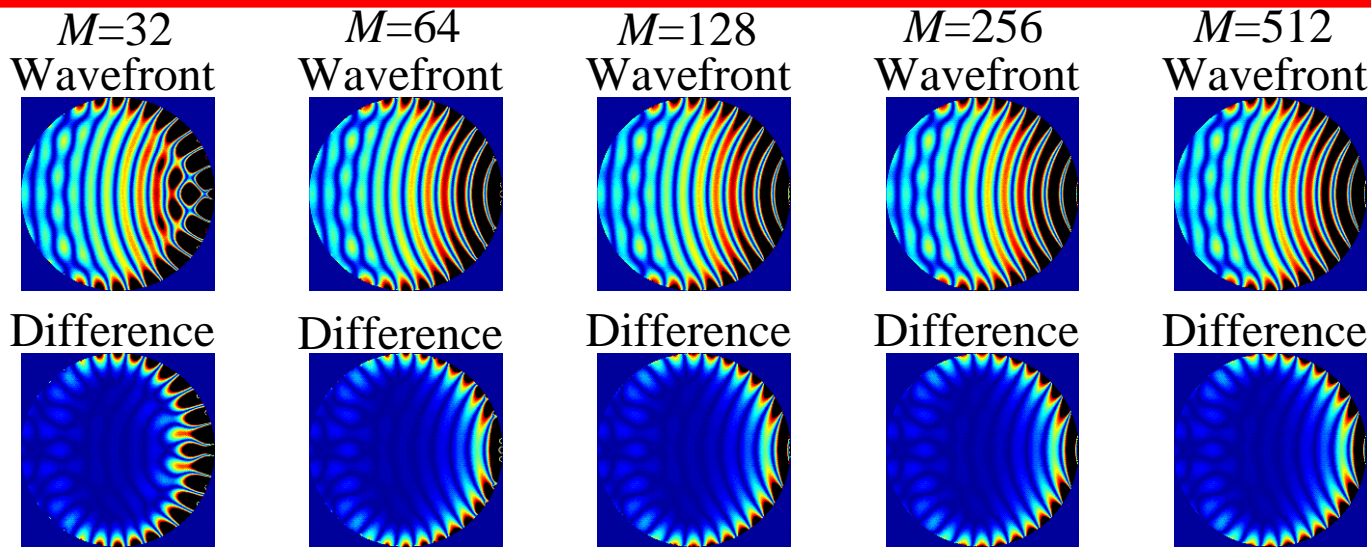 M=32 M=64 M=128 M=256 M=512
Wavefront Wavefront Wavefront Wavefront Wavefront
Difference Difference Difference Difference Difference